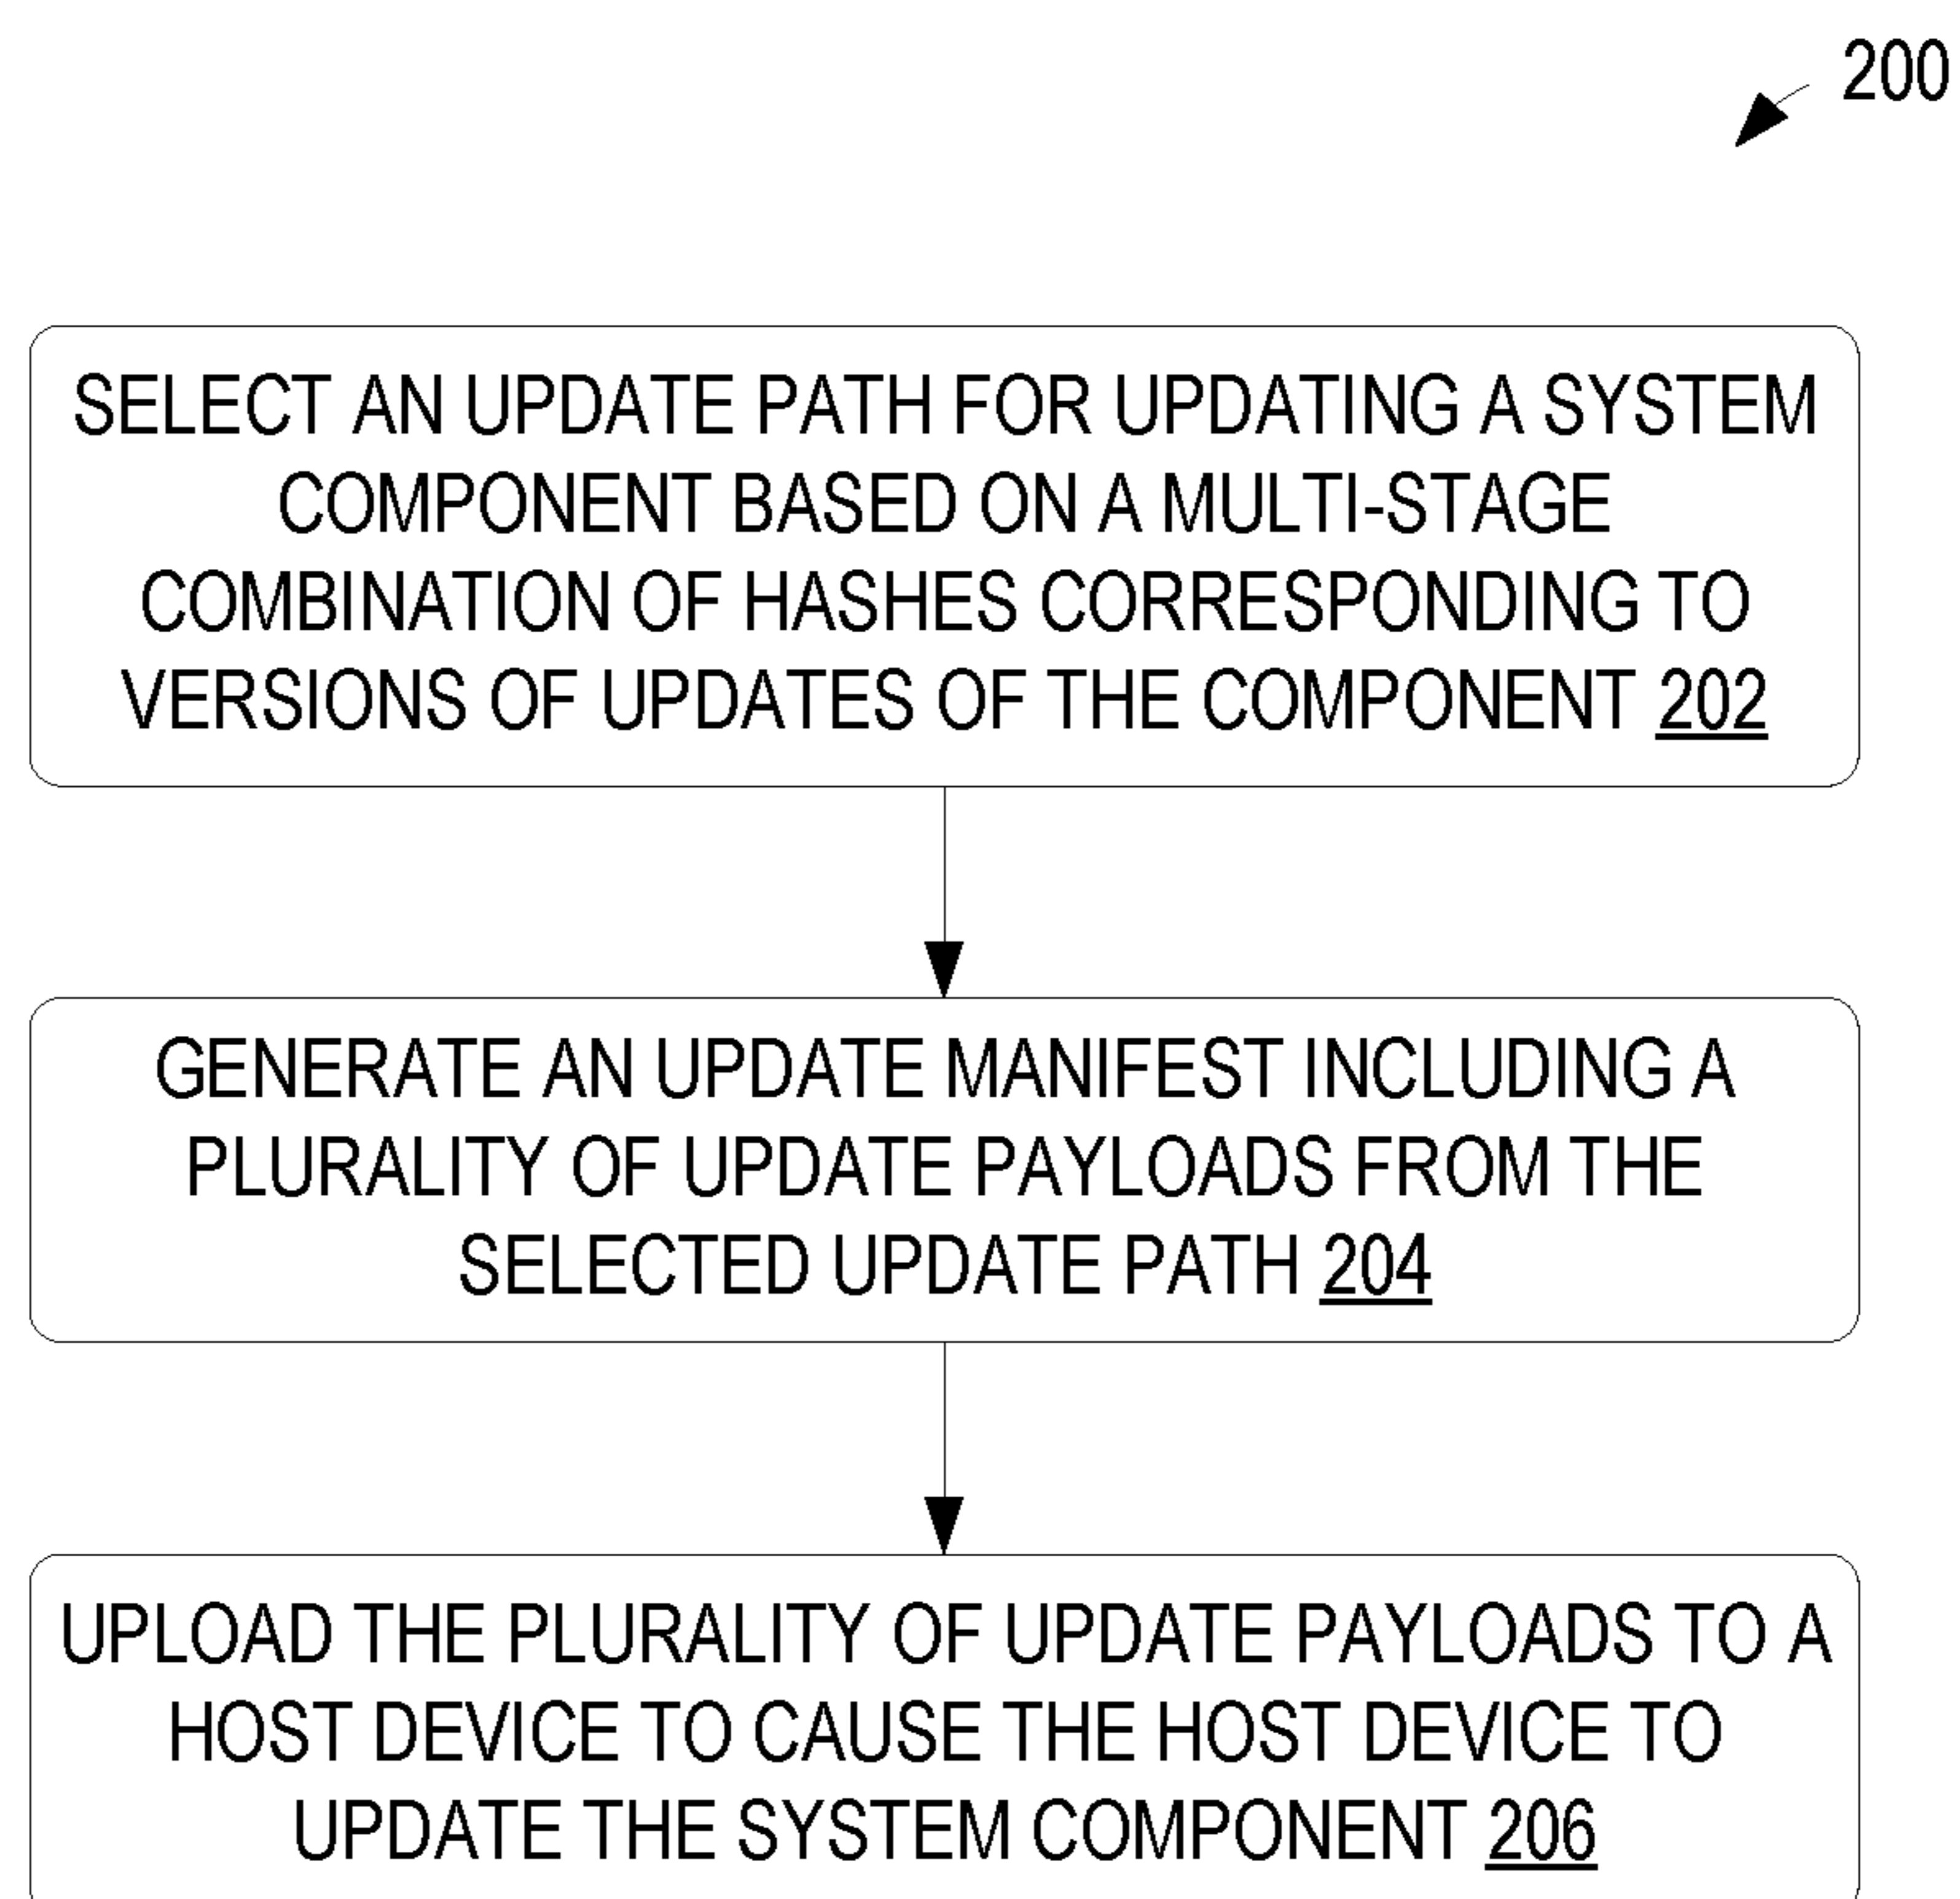 200
SELECT AN UPDATE PATH FOR UPDATING A SYSTEM
COMPONENT BASED ON A MULTI-STAGE
COMBINATION OF HASHES CORRESPONDING TO
VERSIONS OF UPDATES OF THE COMPONENT 202
GENERATE AN UPDATE MANIFEST INCLUDING A
PLURALITY OF UPDATE PAYLOADS FROM THE
SELECTED UPDATE PATH 204
UPLOAD THE PLURALITY OF UPDATE PAYLOADS TO A
HOST DEVICE TO CAUSE THE HOST DEVICE TO
UPDATE THE SYSTEM COMPONENT 206